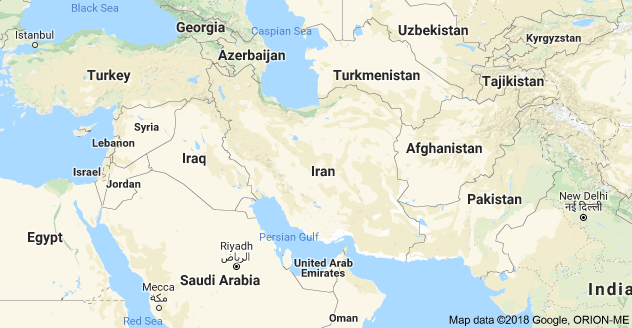 Black Sea
Georgia
Caspian Sea
Uzbekistan
Kyrgyzstan
Istanbul
Azerbaijan
Turkey
Turkmenistan
Tajikistan
Syria
Lebanon
Iraq
Afghanistan
Israel
Iran
Jordan
Pakistan
New Delhi
नई दिल्ली
Egypt
Persian Gulf
Riyadh
الرياض
United Arab
Emirates
Saudi Arabia
Mecca
مكة
India
Red Sea
Oman
Map data ©2018 Google, ORION-ME